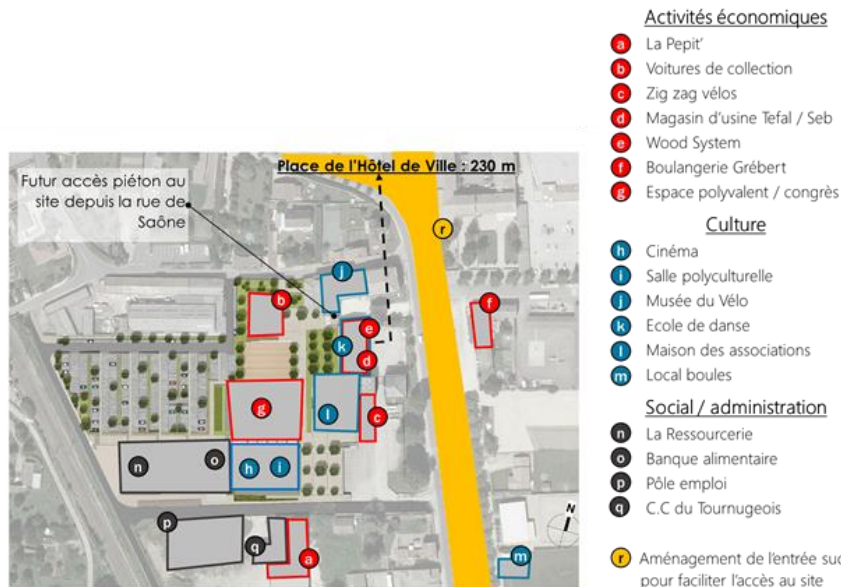 Activités économiques
a La Pepit'
b Voitures de collection
c Zig zag vélos
d Magasin d'usine Tefal / Seb
e Wood System
f Boulangerie Grébert
g Espace polyvalent / congrès
Culture
h Cinéma
i Salle polyculturelle
j Musée du Vélo
k Ecole de danse
l Maison des associations
m Local boules
Social / administration
n La Ressourcerie
o Banque alimentaire
p Pôle emploi
q C.C du Tournugeois
r Aménagement de l'entrée suc
pour faciliter l'accès au site
Place de l'Hôtel de Ville : 230 m
Futur accès piéton au
site depuis la rue de
Saône
r
j
b
f
e
k
d
g
l
c
n
o
h
i
p
q
a
m
N